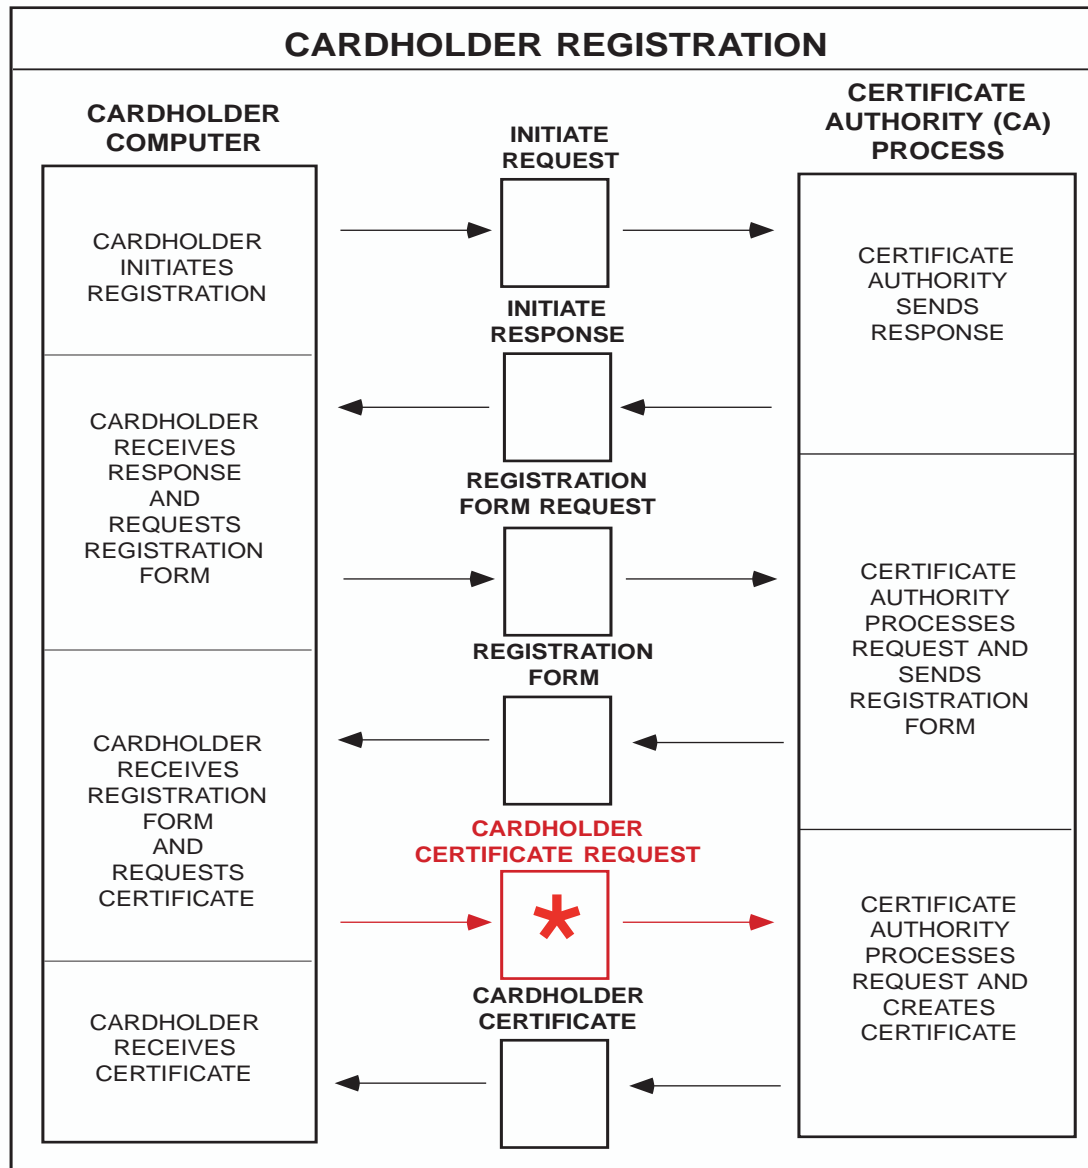 CARDHOLDER REGISTRATION
CARDHOLDER
COMPUTER
CARDHOLDER
INITIATES
REGISTRATION
CARDHOLDER
RECEIVES
RESPONSE
AND
REQUESTS
REGISTRATION
FORM
CARDHOLDER
RECEIVES
REGISTRATION
FORM
AND
REQUESTS
CERTIFICATE
CARDHOLDER
RECEIVES
CERTIFICATE
INITIATE
REQUEST
INITIATE
RESPONSE
REGISTRATION
FORM REQUEST
REGISTRATION
FORM
CARDHOLDER
CERTIFICATE REQUEST
*
CARDHOLDER
CERTIFICATE
CERTIFICATE
AUTHORITY (CA)
PROCESS
CERTIFICATE
AUTHORITY
SENDS
RESPONSE
CERTIFICATE
AUTHORITY
PROCESSES
REQUEST AND
SENDS
REGISTRATION
FORM
CERTIFICATE
AUTHORITY
PROCESSES
REQUEST AND
CREATES
CERTIFICATE